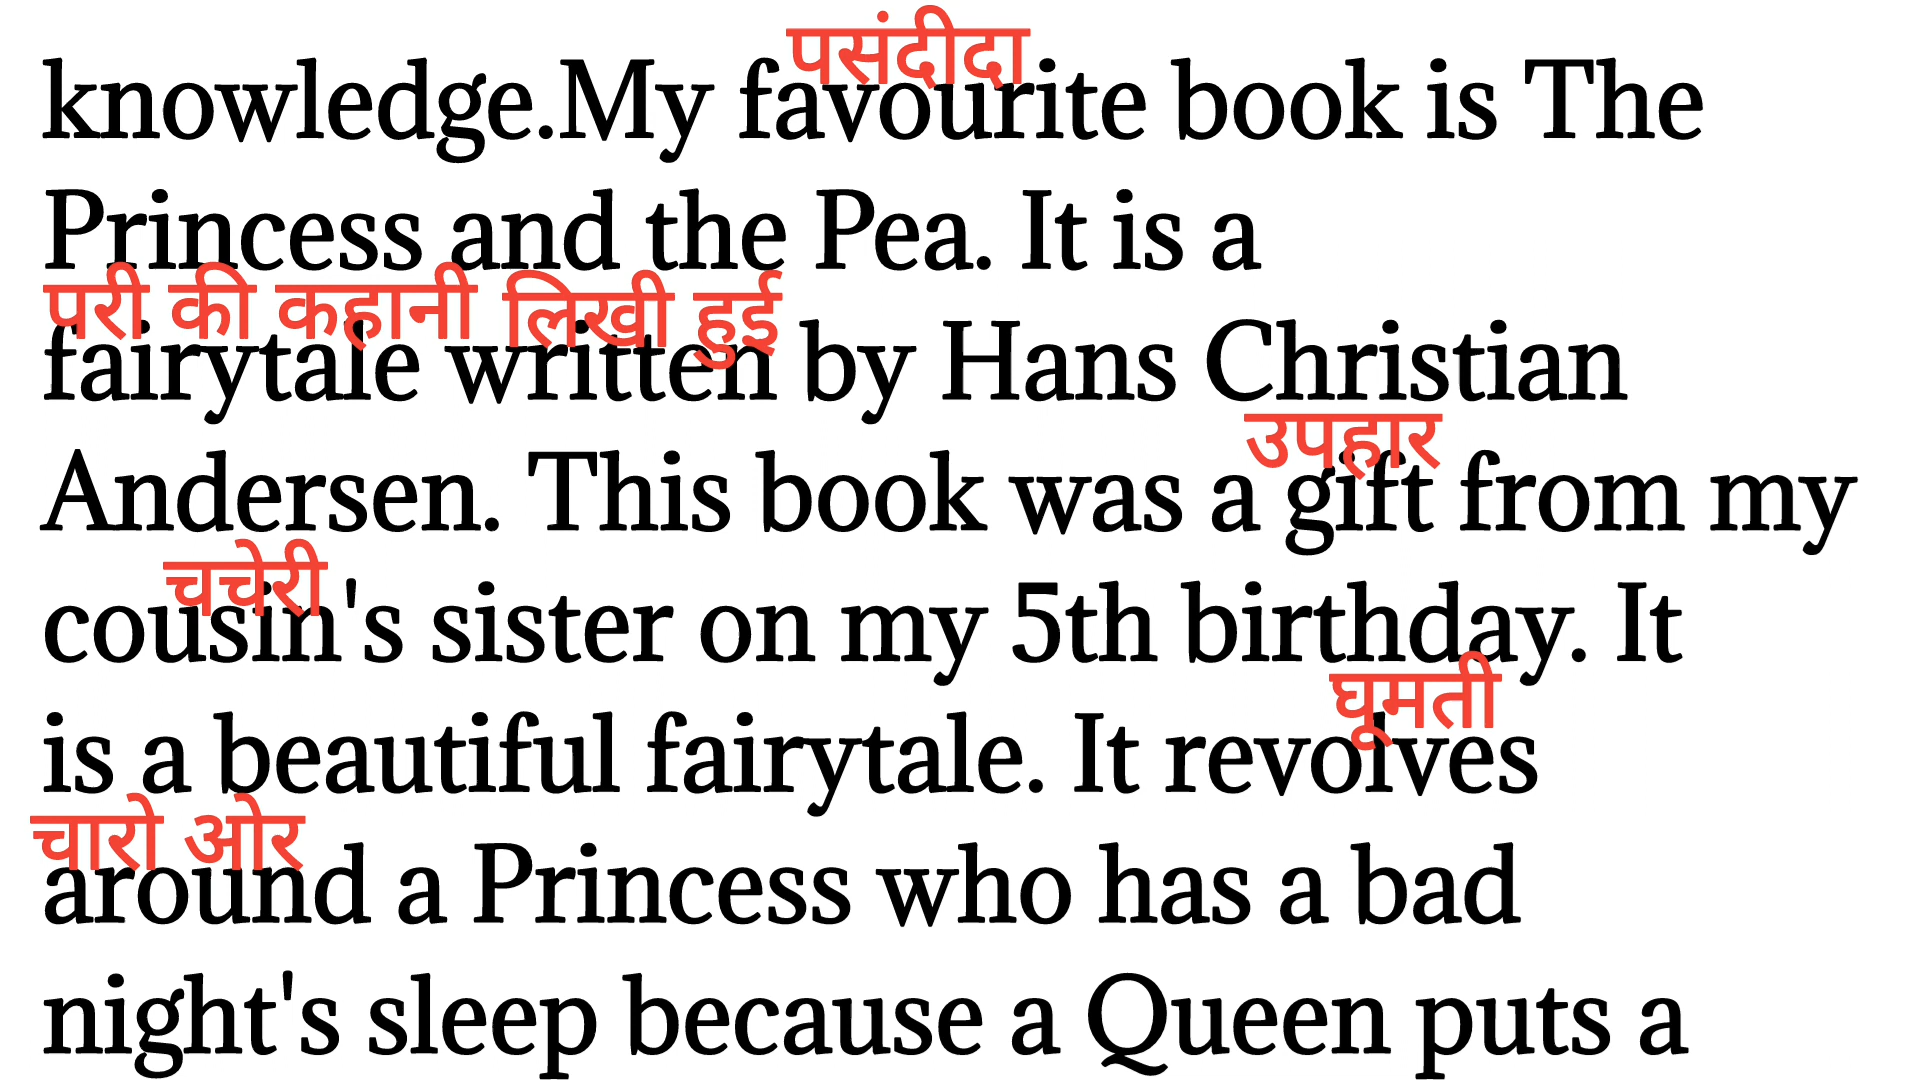 पसंदीदा
knowledge.My favourite book is The
Princess and the Pea. It is a
परी की कहानी लिखी हुई
fairytale written by Hans Christian
उपहार
Andersen. This book was a gift from my
चचेरी
cousin's sister on my 5th birthday. It
घूमती
is a beautiful fairytale. It revolves
चारो ओर
around a Princess who has a bad
night's sleep because a Queen puts a